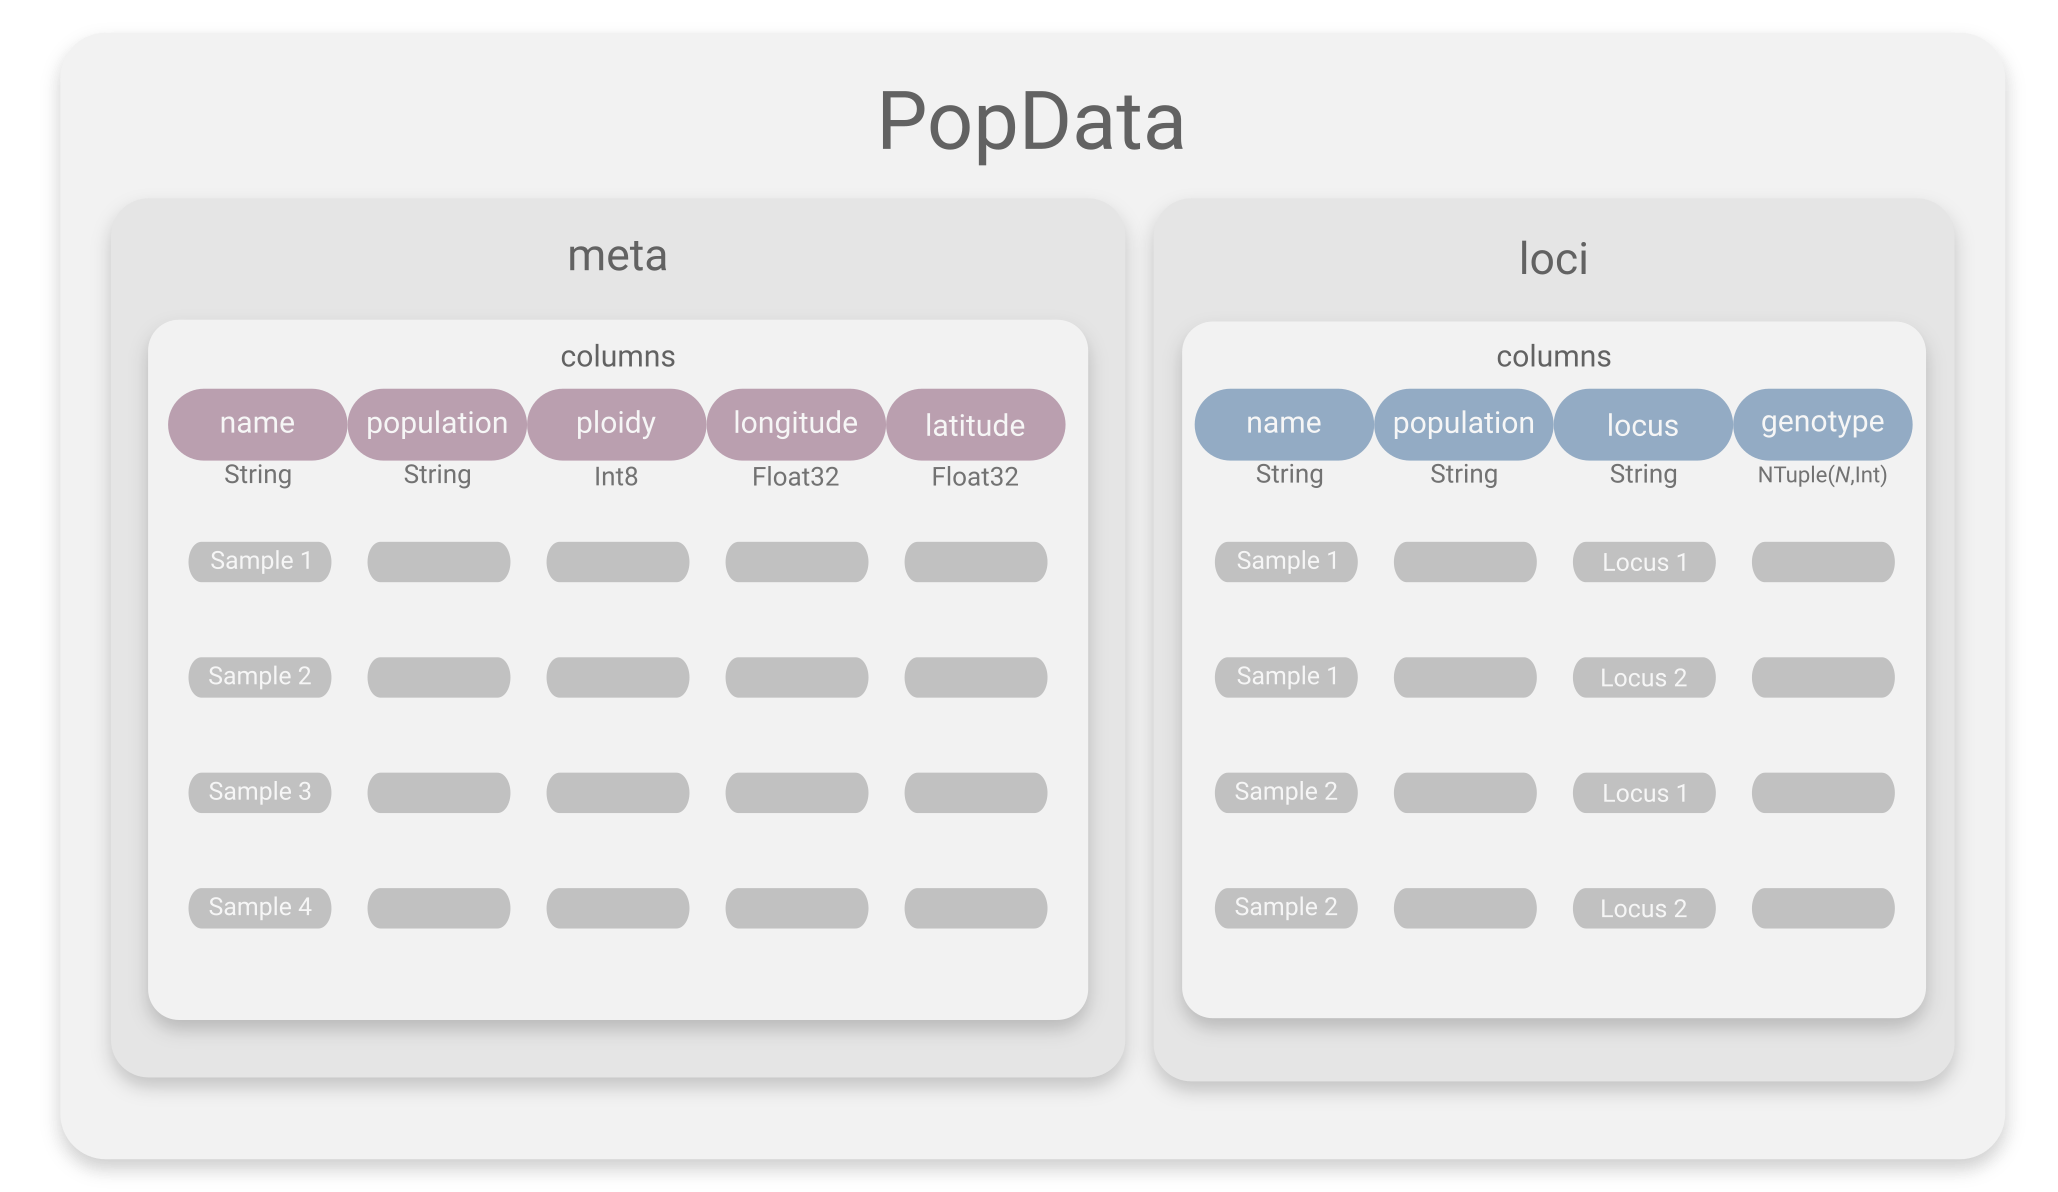 PopData
meta
columns
name population ploidy longitude latitude
String String Int8 Float32 Float32
Sample 1
Sample 2
Sample 3
Sample 4
loci
columns
name population locus genotype
String String String NTuple(N,Int)
Sample 1 Locus 1
Sample 1 Locus 2
Sample 2 Locus 1
Sample 2 Locus 2